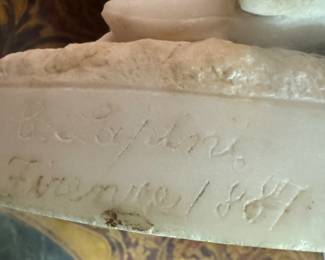 C. Lapini,
Firenze 1887